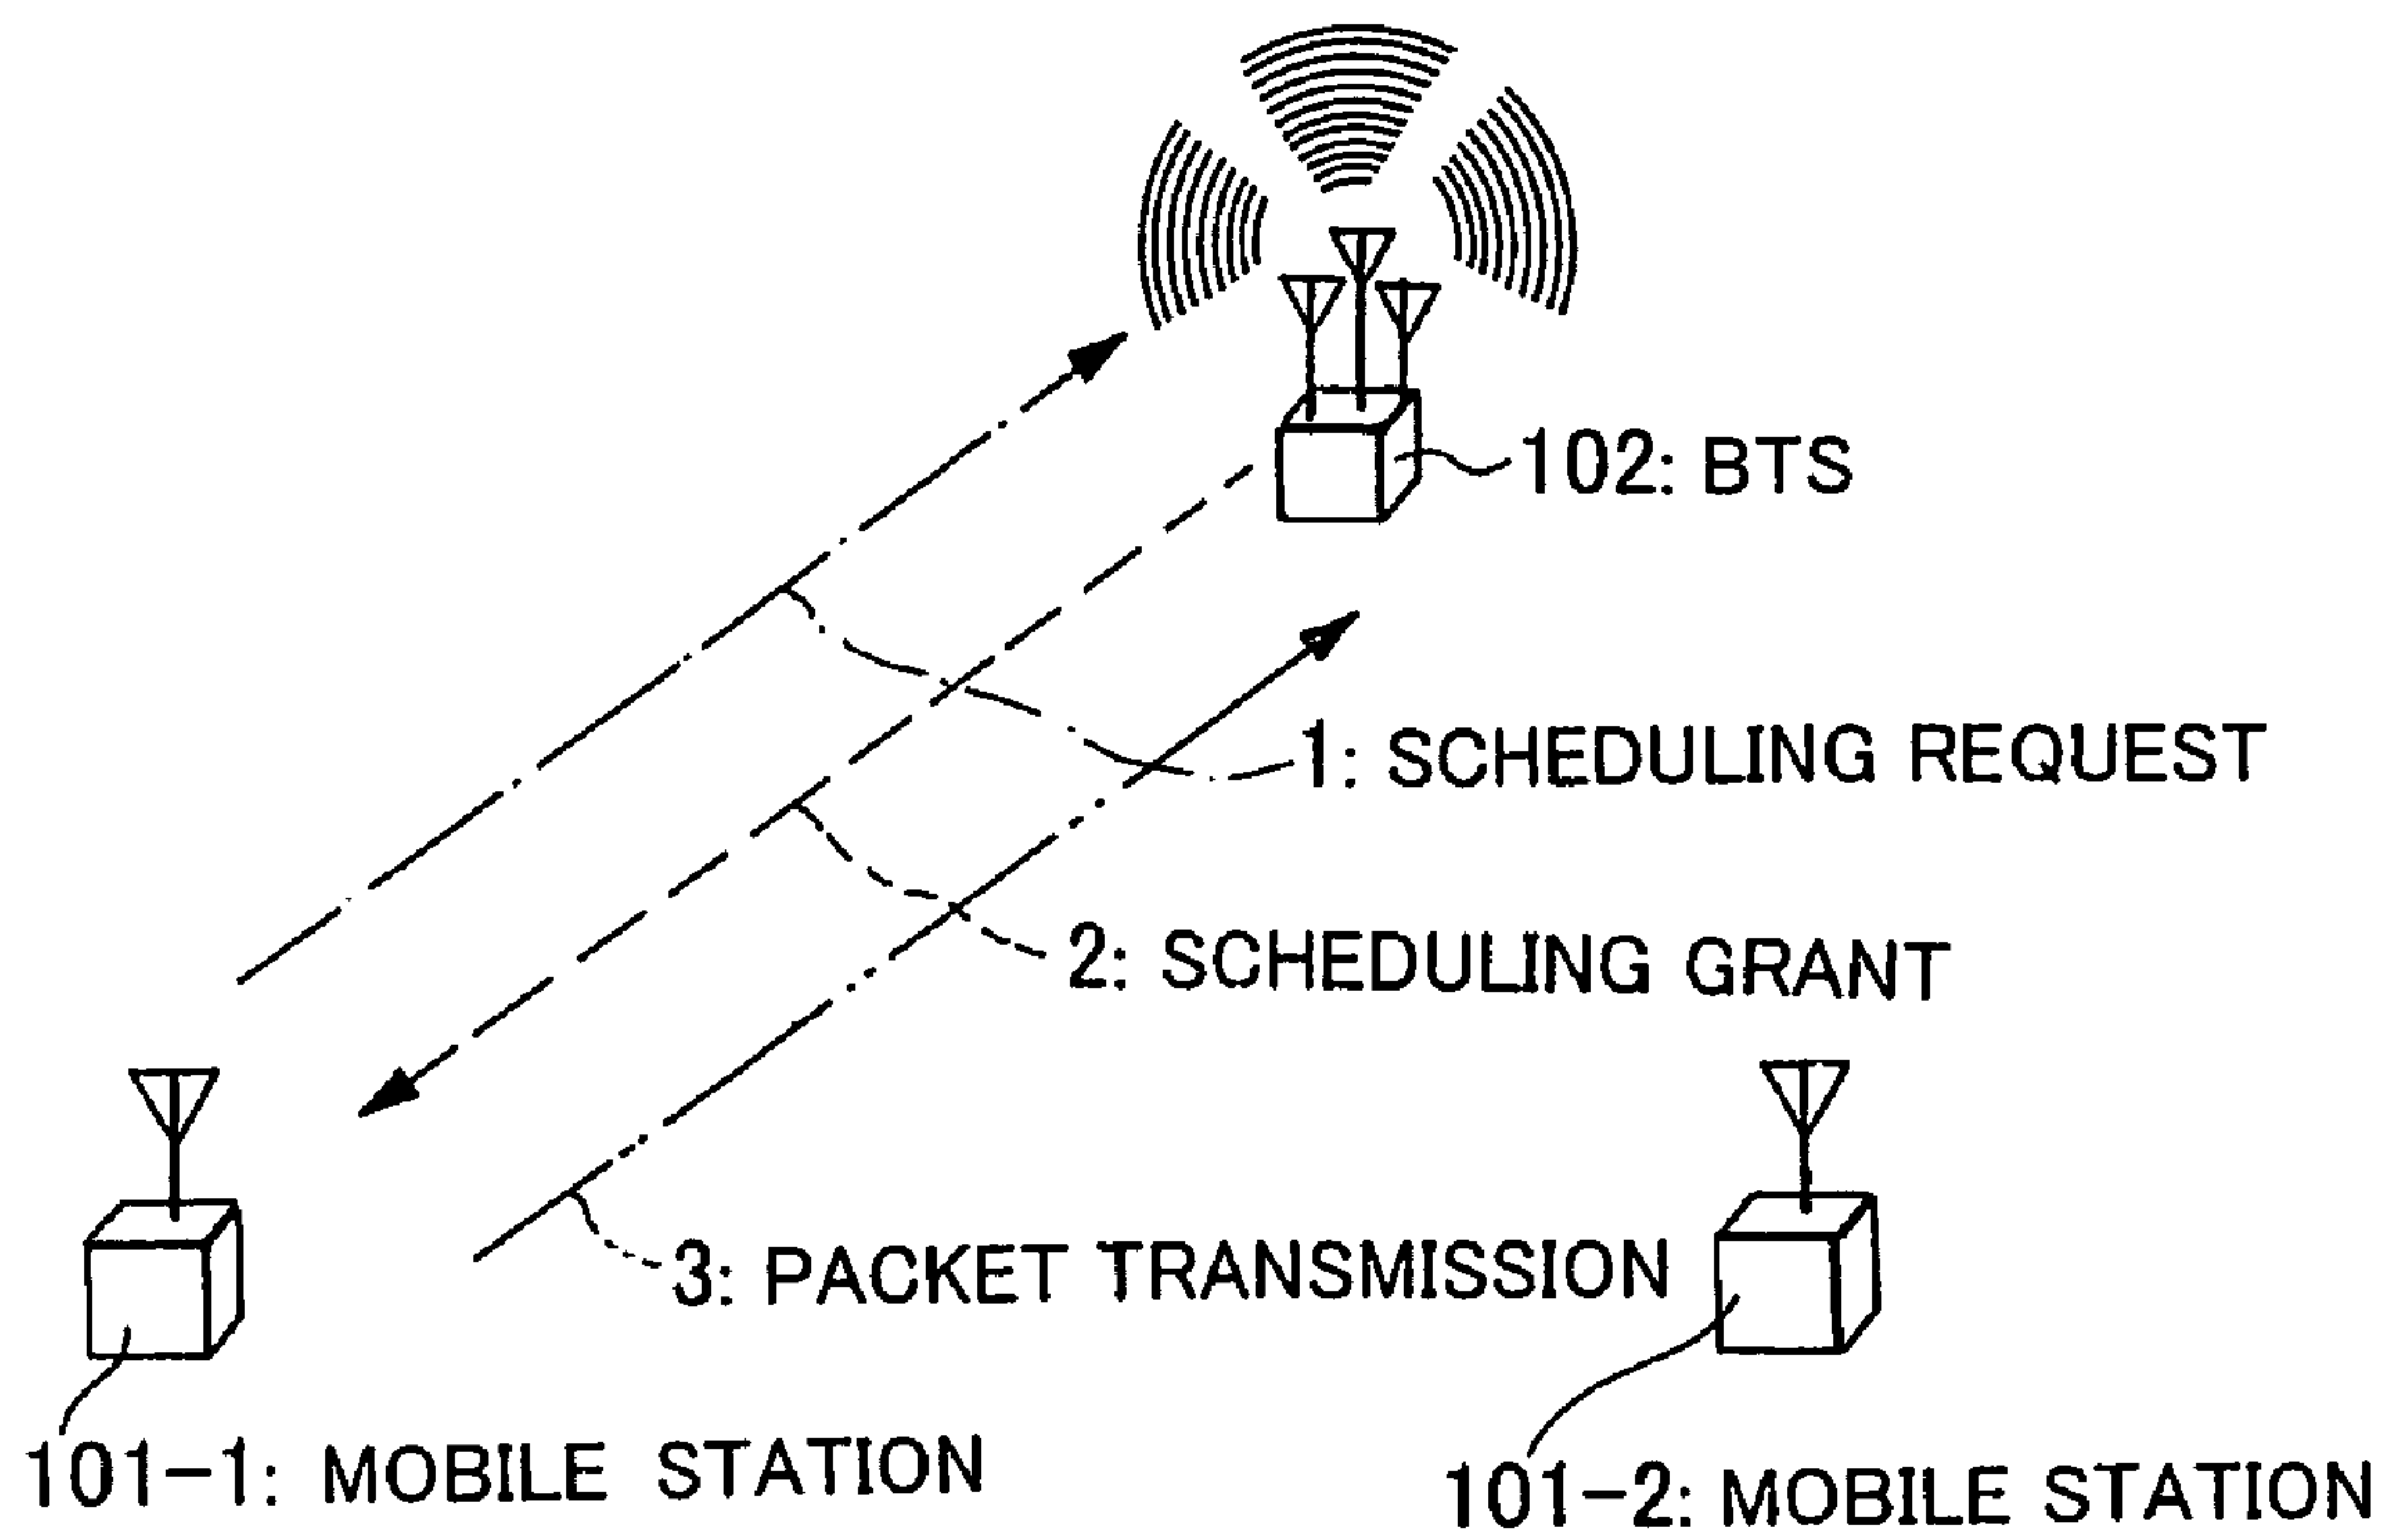 102: BTS
1: SCHEDULING REQUEST
2: SCHEDULING GRANT
3: PACKET TRANSMISSION
101-1: MOBILE STATION
101-2: MOBILE STATION